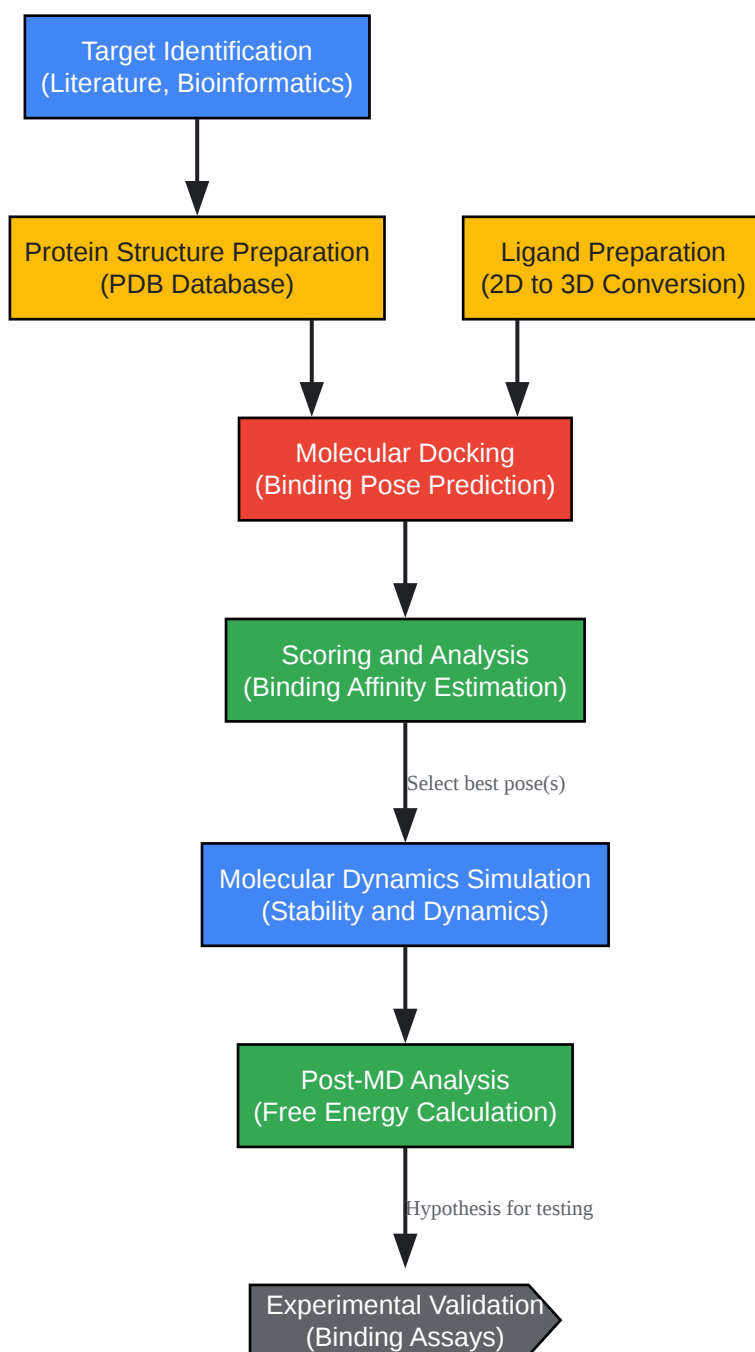 Target Identification
(Literature, Bioinformatics)
Protein Structure Preparation
(PDB Database)
Ligand Preparation
(2D to 3D Conversion)
Molecular Docking
(Binding Pose Prediction)
Scoring and Analysis
(Binding Affinity Estimation)
Select best pose(s)
Molecular Dynamics Simulation
(Stability and Dynamics)
Post-MD Analysis
(Free Energy Calculation)
Hypothesis for testing
Experimental Validation
(Binding Assays)